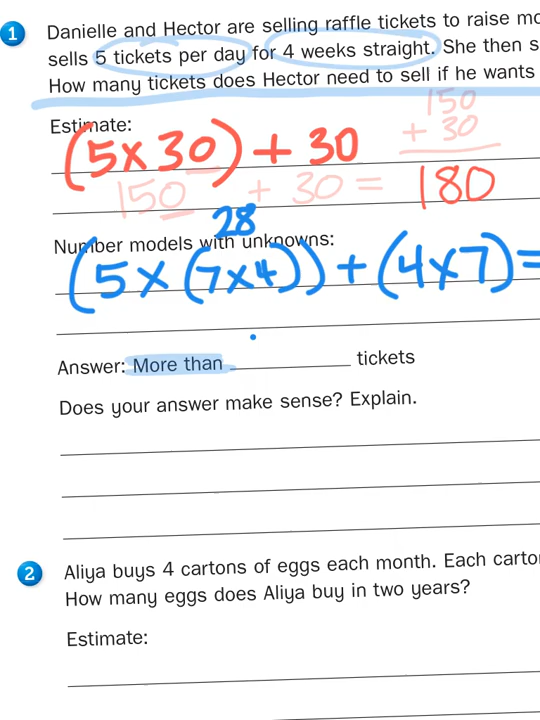 1 Danielle and Hector are selling raffle tickets to raise
sells 5 tickets per day for 4 weeks straight. She then
How many tickets does Hector need to sell if he wants
150
+ 30
Estimate:
(5x30) + 30
150 + 30 = 180
28
Number models with unknowns:
(5 x (7x4)) + (4x7) =
Answer: More than ____ tickets
Does your answer make sense? Explain.
2 Aliya buys 4 cartons of eggs each month. Each
How many eggs does Aliya buy in two years?
Estimate: